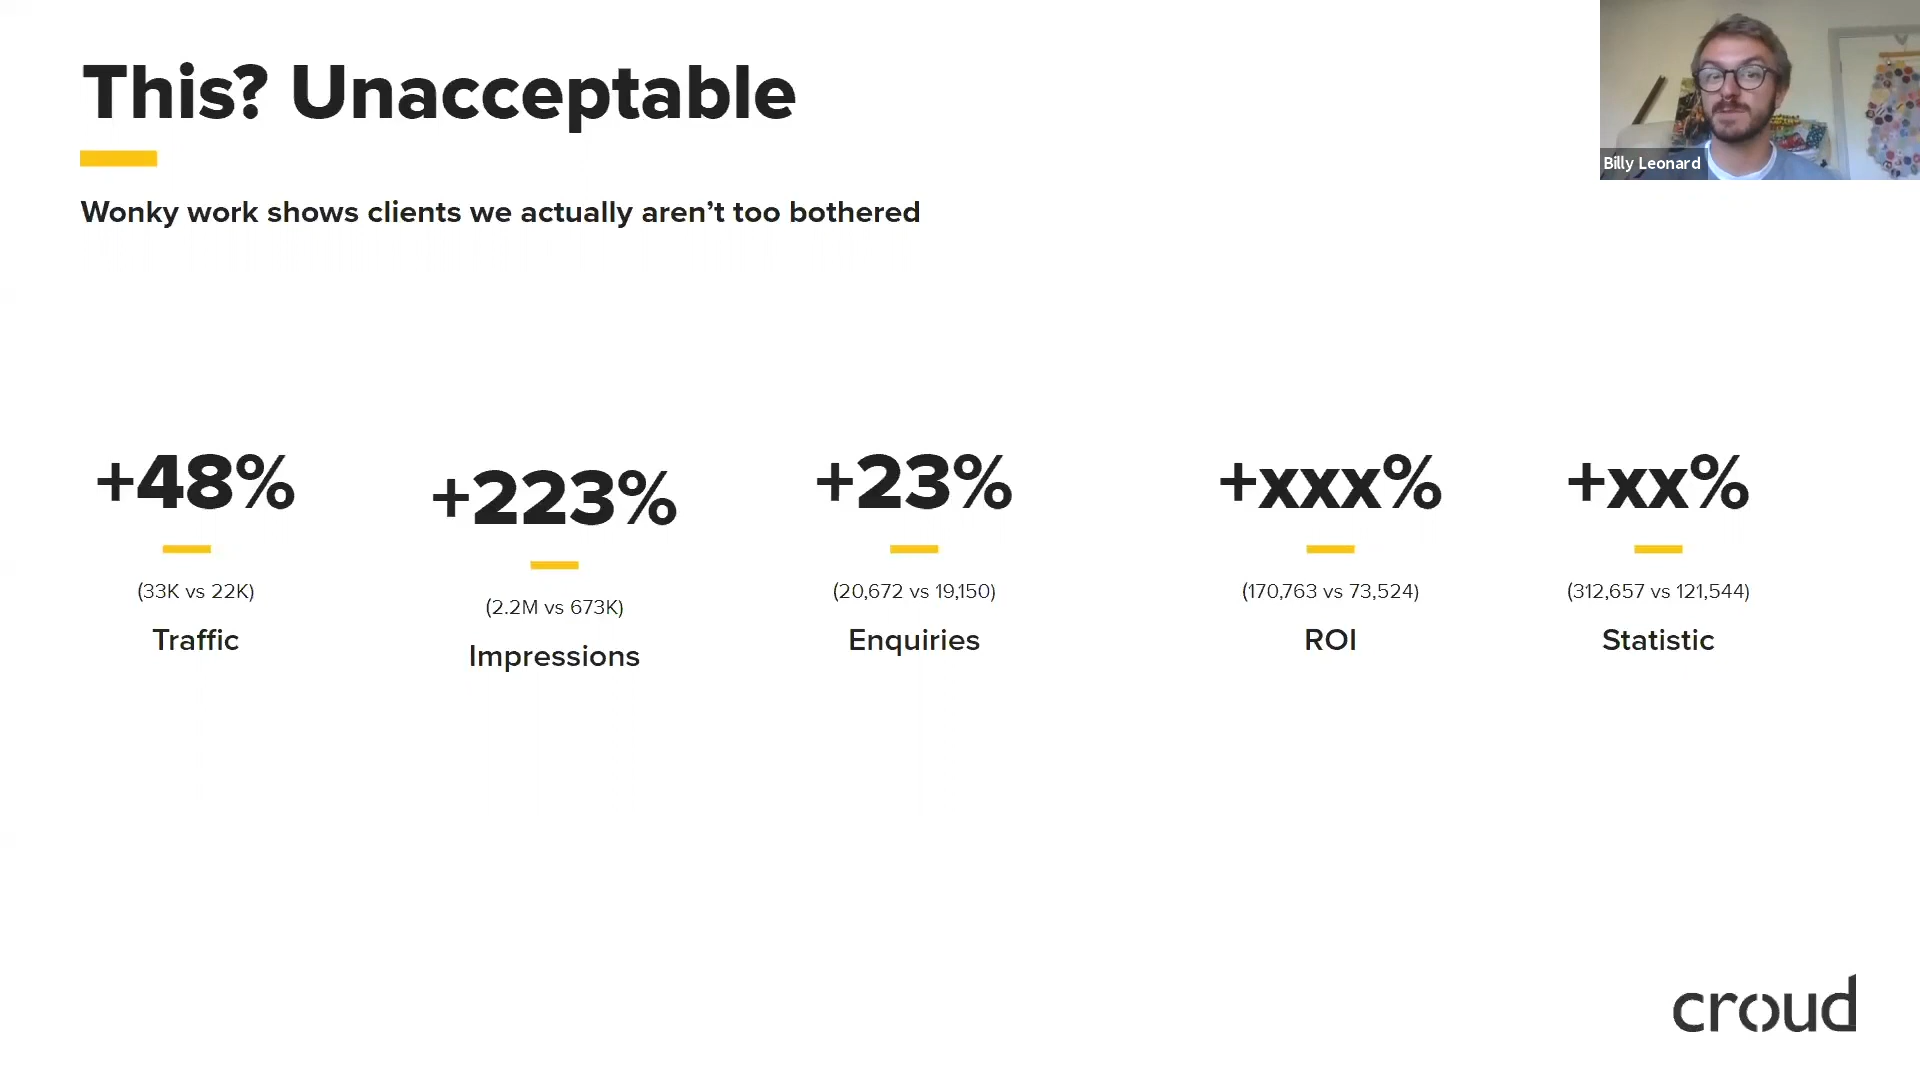 This? Unacceptable
Wonky work shows clients we actually aren’t too bothered
Billy Leonard
+48%
(33K vs 22K)
Traffic
+223%
(2.2M vs 673K)
Impressions
+23%
(20,672 vs 19,150)
Enquiries
+xxx%
(170,763 vs 73,524)
ROI
+xx%
(312,657 vs 121,544)
Statistic
croud